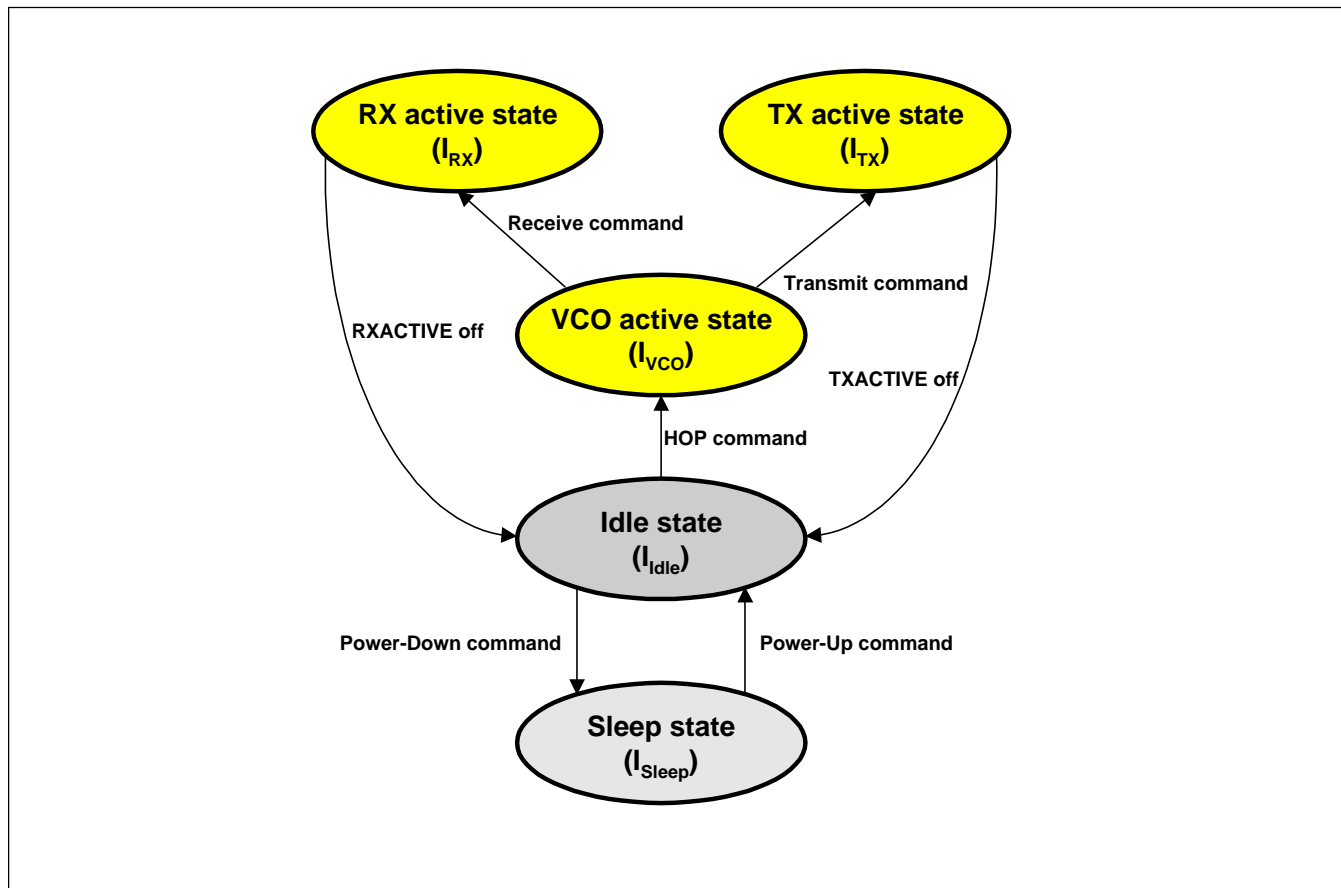 RX active state
(I_RX)
TX active state
(I_TX)
Receive command
Transmit command
VCO active state
(I_VCO)
RXACTIVE off
TXACTIVE off
HOP command
Idle state
(I_Idle)
Power-Down command
Power-Up command
Sleep state
(I_Sleep)